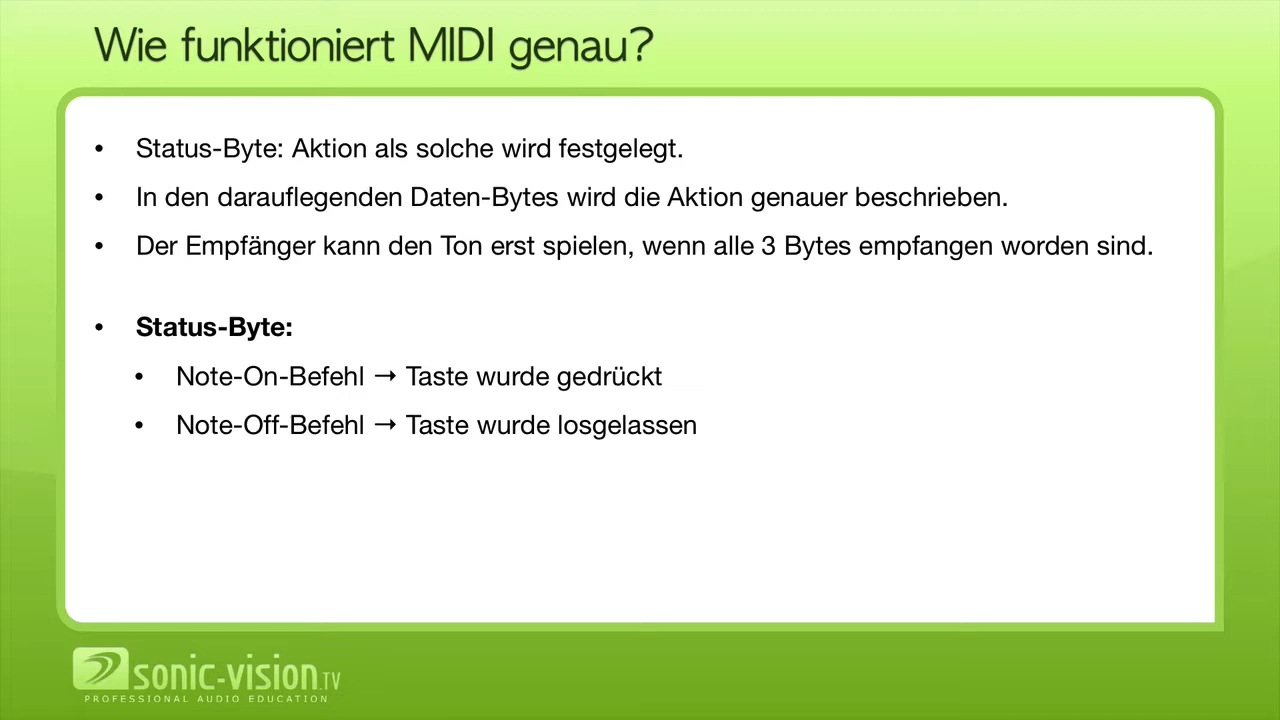 Wie funktioniert MIDI genau?
• Status-Byte: Aktion als solche wird festgelegt.
• In den darauflegenden Daten-Bytes wird die Aktion genauer beschrieben.
• Der Empfänger kann den Ton erst spielen, wenn alle 3 Bytes empfangen worden sind.
• Status-Byte:
• Note-On-Befehl → Taste wurde gedrückt
• Note-Off-Befehl → Taste wurde losgelassen
sonic-vision.TV
PROFESSIONAL AUDIO EDUCATION